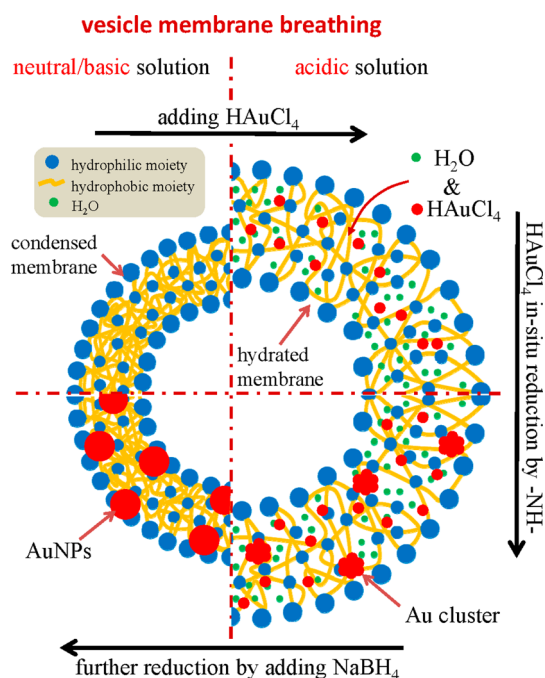 vesicle membrane breathing
neutral/basic solution
acidic solution
adding HAuCl₄
hydrophilic moiety
hydrophobic moiety
H₂O
H₂O
&
HAuCl₄
condensed
membrane
hydrated
membrane
HAuCl₄ in-situ reduction by -NH-
AuNPs
Au cluster
further reduction by adding NaBH₄